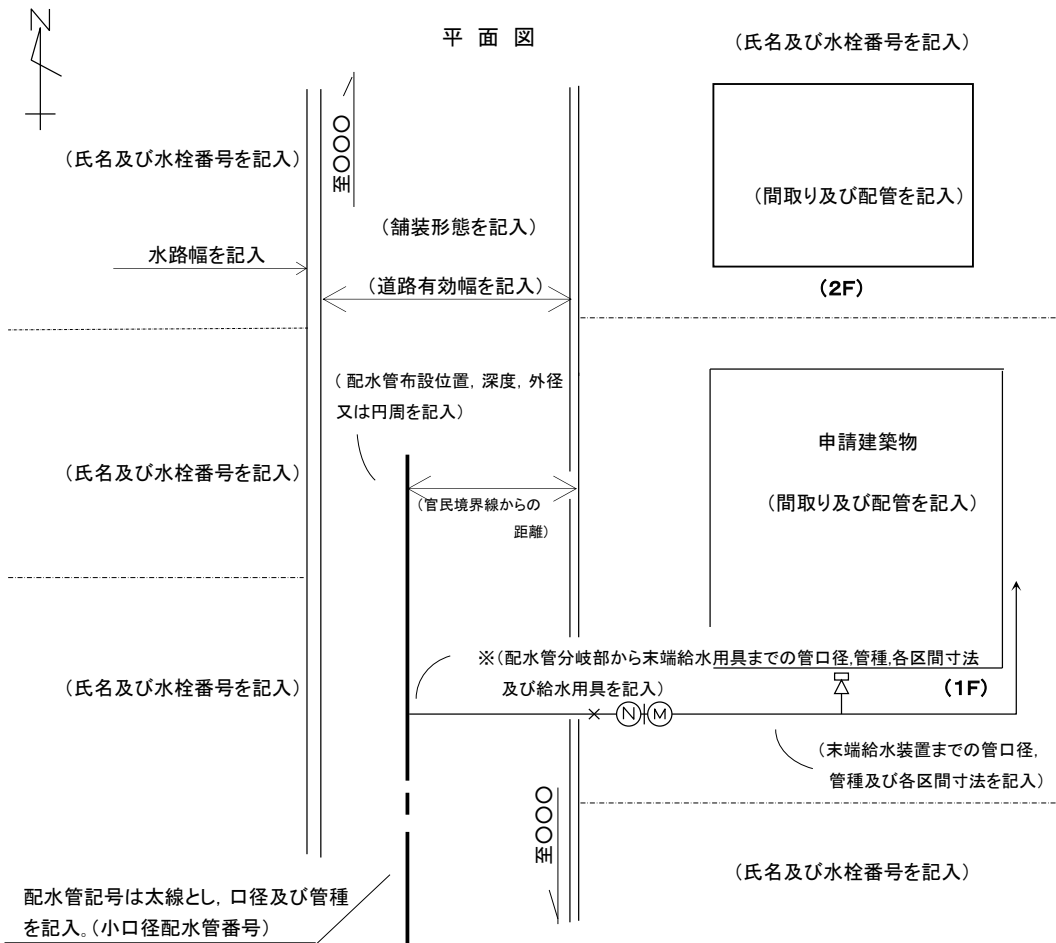 N
平 面 図
(氏名及び水栓番号を記入)
至○○○
(氏名及び水栓番号を記入)
(間取り及び配管を記入)
(舗装形態を記入)
水路幅を記入
(道路有効幅を記入)
(2F)
(配水管布設位置, 深度, 外径
又は円周を記入)
申請建築物
(氏名及び水栓番号を記入)
(間取り及び配管を記入)
(官民境界線からの
距離)
※(配水管分岐部から末端給水用具までの管口径,管種,各区間寸法
及び給水用具を記入)
(氏名及び水栓番号を記入)
(1F)
N
M
(末端給水装置までの管口径,
管種及び各区間寸法を記入)
至○○○
(氏名及び水栓番号を記入)
配水管記号は太線とし, 口径及び管種
を記入。(小口径配水管番号)